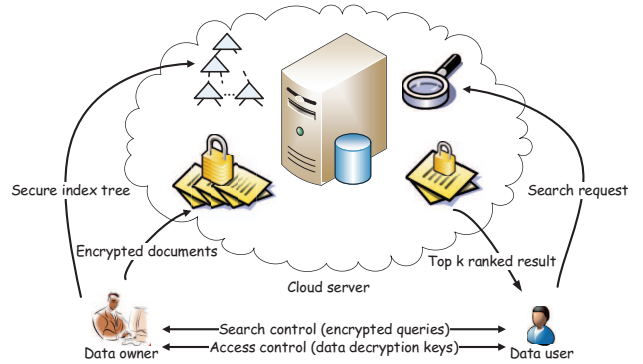 Secure index tree
Search request
Encrypted documents
Top k ranked result
Cloud server
Search control (encrypted queries)
Access control (data decryption keys)
Data owner
Data user